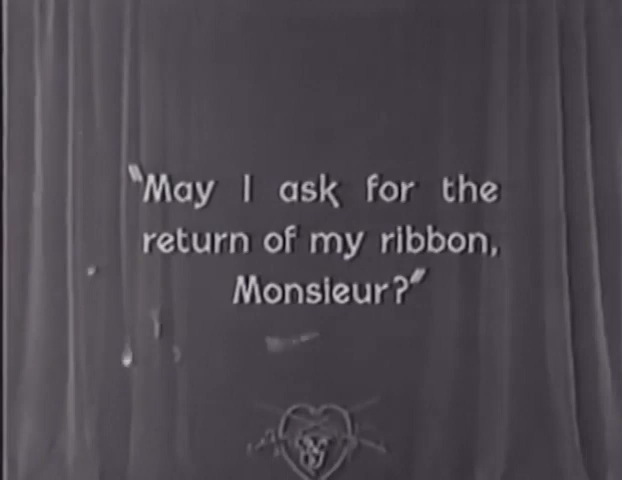 "May I ask for the
return of my ribbon,
Monsieur?"